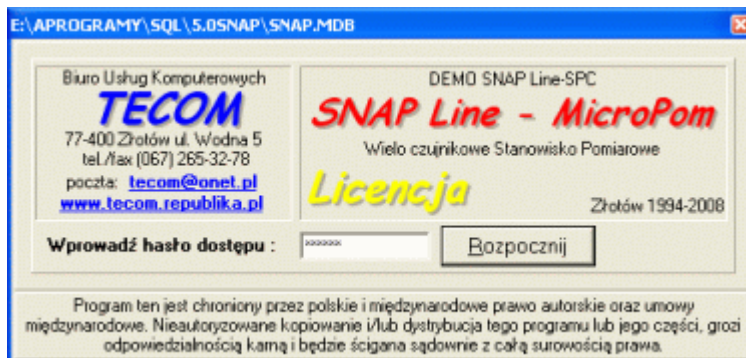 E:\APROGRAMY\SQL\5.0SNAP\SNAP.MDB
Biuro Usług Komputerowych
TECOM
77-400 Złotów ul. Wodna 5
tel./fax (067) 265-32-78
poczta: tecom@onet.pl
www.tecom.republika.pl
DEMO SNAP Line-SPC
SNAP Line - MicroPom
Wielo czujnikowe Stanowisko Pomiarowe
Licencja
Złotów 1994-2008
Wprowadź hasło dostępu : ×××××× Rozpocznij
Program ten jest chroniony przez polskie i międzynarodowe prawo autorskie oraz umowy
międzynarodowe. Nieautoryzowane kopiowanie i/lub dystrybucja tego programu lub jego części, grozi
odpowiedzialnością karną i będzie ścigana sądownie z całą surowością prawa.